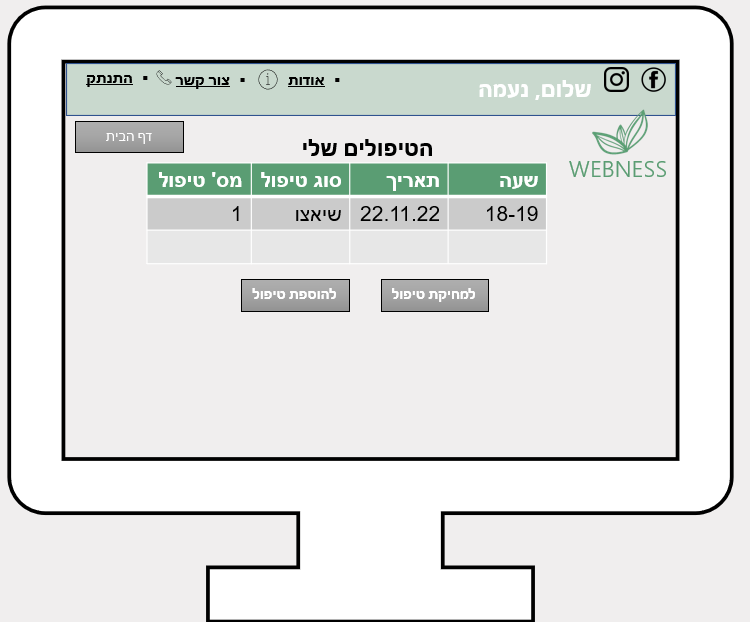 שלום, נעמה
▪ אודות
▪ צור קשר
▪ התנתק
WEBNESS
דף הבית
הטיפולים שלי
שעה תאריך סוג טיפול מס' טיפול
18-19 22.11.22 שיאצו 1
למחיקת טיפול
להוספת טיפול